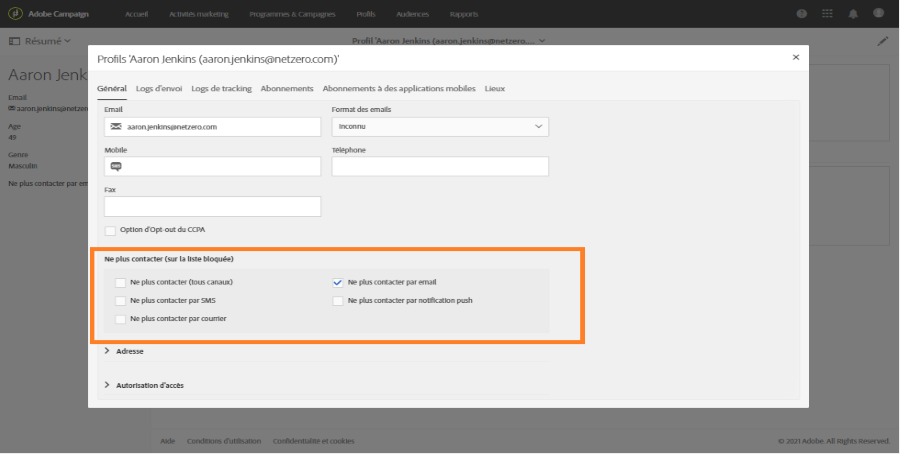 Adobe Campaign Accueil Activités marketing Programmes & Campagnes Profils Audiences Rapports
Résumé Profil 'Aaron Jenkins (aaron.jenkins@netzero....
Profils 'Aaron Jenkins (aaron.jenkins@netzero.com)'
Aaron Jenk
Général Logs d'envoi Logs de tracking Abonnements Abonnements à des applications mobiles Lieux
Email
aaron.jenkins@netzer
Age
49
Genre
Masculin
Ne plus contacter par em
Email Format des emails
aaron.jenkins@netzero.com Inconnu
Mobile Téléphone
SMS
Fax
Option d'Opt-out du CCPA
Ne plus contacter (sur la liste bloquée)
Ne plus contacter (tous canaux) Ne plus contacter par email
Ne plus contacter par SMS Ne plus contacter par notification push
Ne plus contacter par courrier
Adresse
Autorisation d'accès
Aide Conditions d'utilisation Confidentialité et cookies © 2021 Adobe. All Rights Reserved.